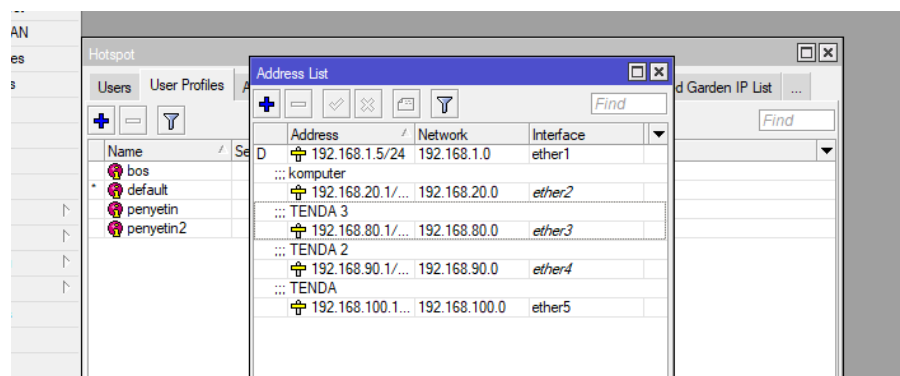 AN
es
s
Hotspot
Users User Profiles A d Garden IP List ...
Find
Name Se
bos
* default
penyetin
penyetin2
Address List
Find
Address Network Interface
D 192.168.1.5/24 192.168.1.0 ether1
;;; komputer
192.168.20.1/... 192.168.20.0 ether2
;;; TENDA 3
192.168.80.1/... 192.168.80.0 ether3
;;; TENDA 2
192.168.90.1/... 192.168.90.0 ether4
;;; TENDA
192.168.100.1... 192.168.100.0 ether5